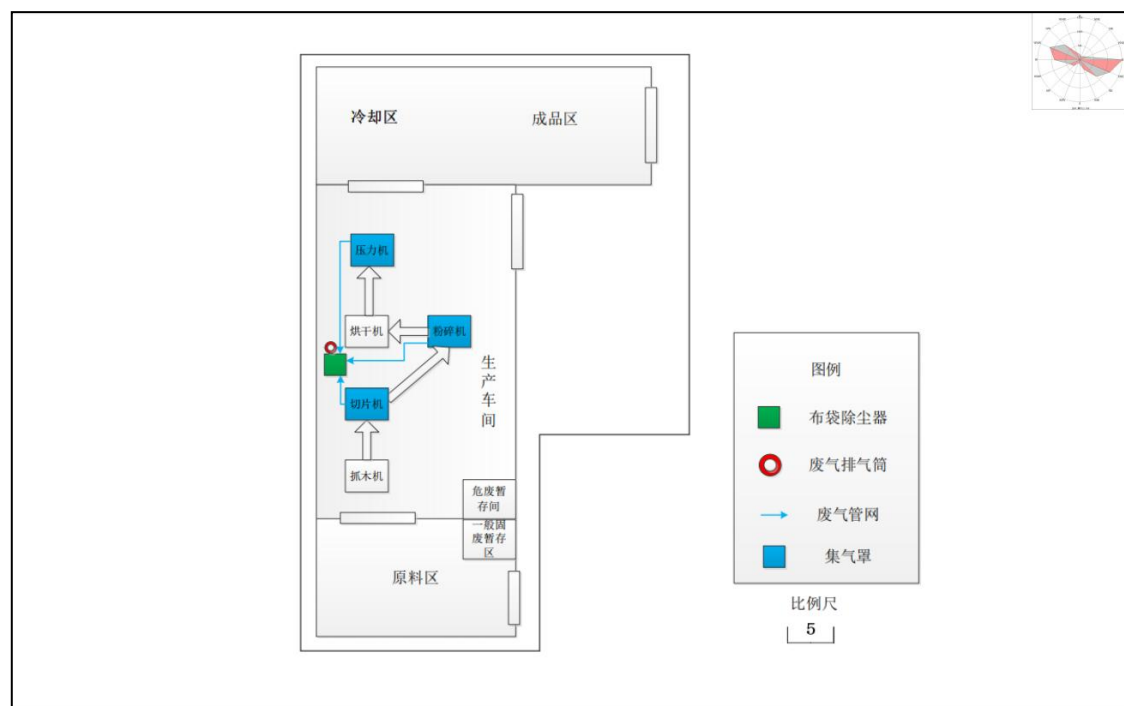 冷却区
成品区
压力机
烘干机
粉碎机
生
产
车
间
切片机
抓木机
危废暂
存间
一般固
废暂存
区
原料区
图例
布袋除尘器
废气排气筒
废气管网
集气罩
比例尺
5